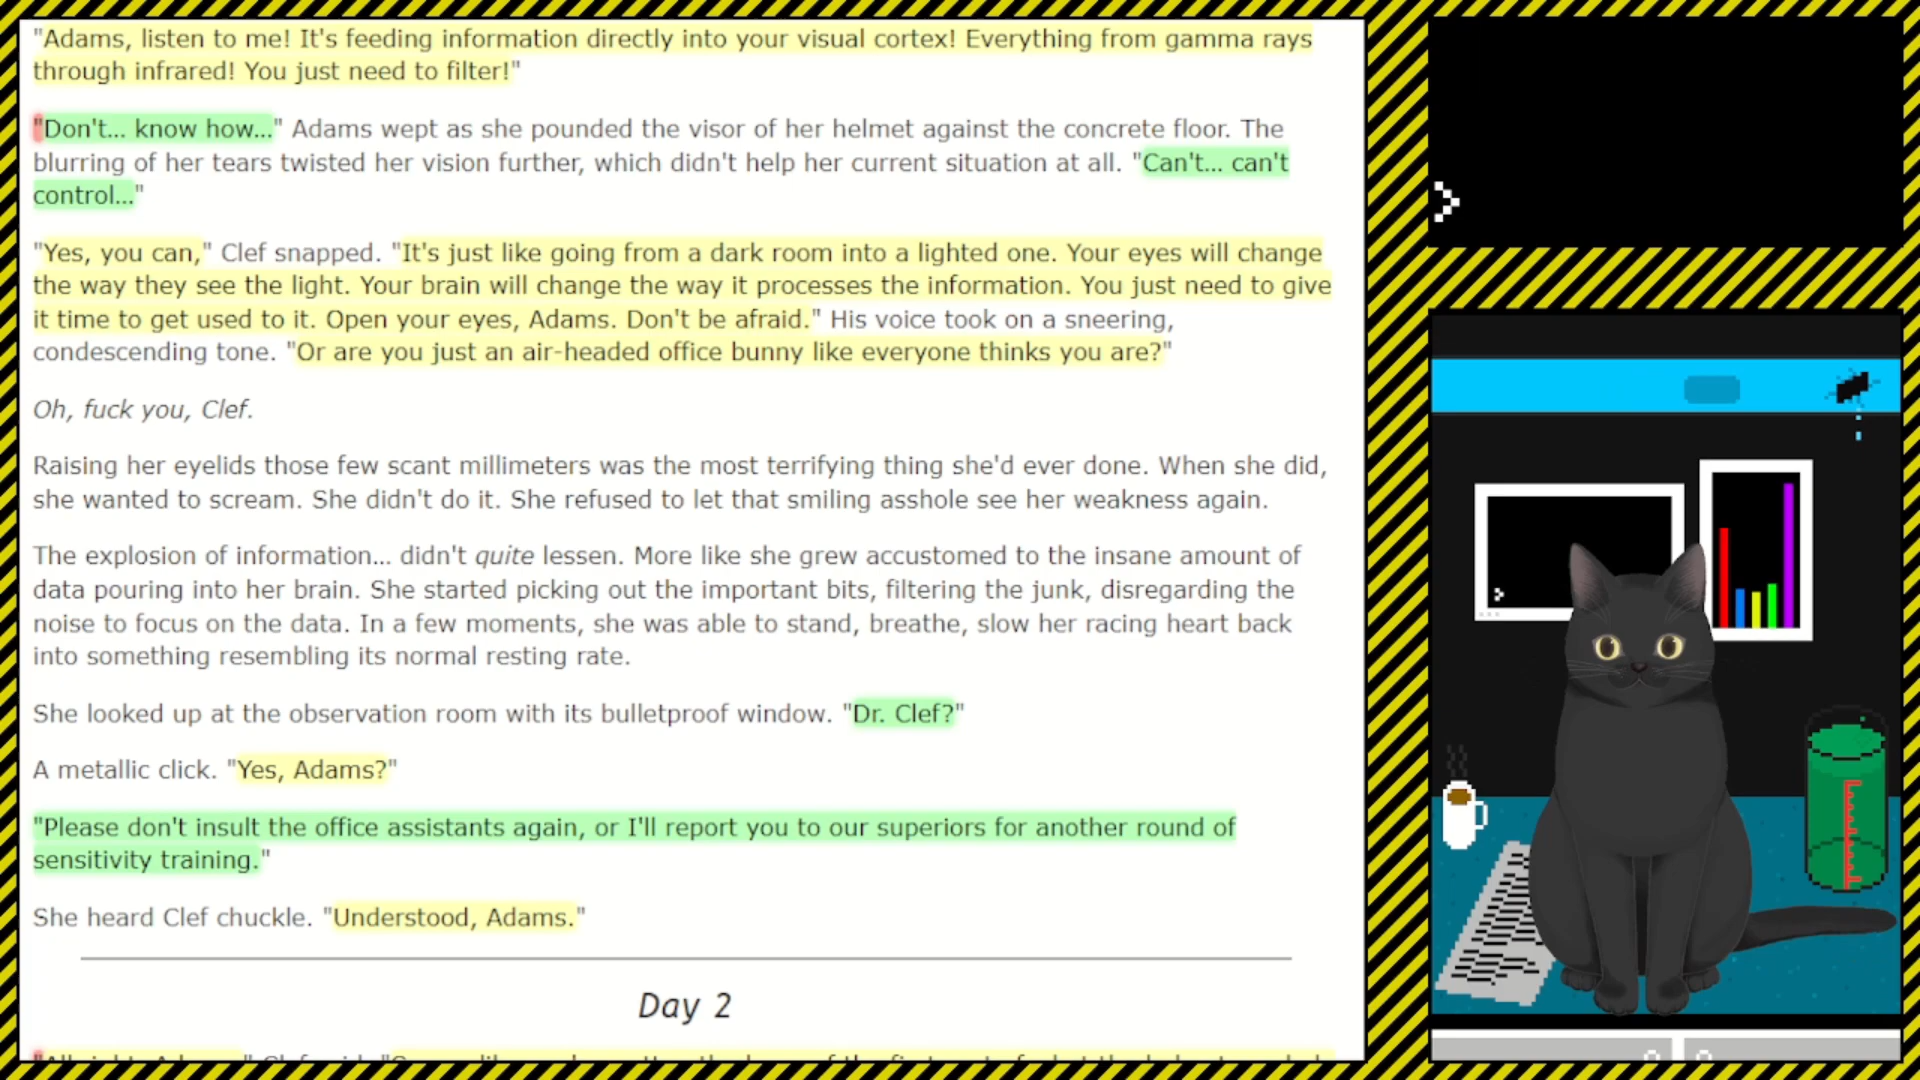 "Adams, listen to me! It's feeding information directly into your visual cortex! Everything from gamma rays
through infrared! You just need to filter!"
"Don't... know how..." Adams wept as she pounded the visor of her helmet against the concrete floor. The
blurring of her tears twisted her vision further, which didn't help her current situation at all. "Can't... can't
control..."
"Yes, you can," Clef snapped. "It's just like going from a dark room into a lighted one. Your eyes will change
the way they see the light. Your brain will change the way it processes the information. You just need to give
it time to get used to it. Open your eyes, Adams. Don't be afraid." His voice took on a sneering,
condescending tone. "Or are you just an air-headed office bunny like everyone thinks you are?"
Oh, fuck you, Clef.
Raising her eyelids those few scant millimeters was the most terrifying thing she'd ever done. When she did,
she wanted to scream. She didn't do it. She refused to let that smiling asshole see her weakness again.
The explosion of information... didn't quite lessen. More like she grew accustomed to the insane amount of
data pouring into her brain. She started picking out the important bits, filtering the junk, disregarding the
noise to focus on the data. In a few moments, she was able to stand, breathe, slow her racing heart back
into something resembling its normal resting rate.
She looked up at the observation room with its bulletproof window. "Dr. Clef?"
A metallic click. "Yes, Adams?"
"Please don't insult the office assistants again, or I'll report you to our superiors for another round of
sensitivity training."
She heard Clef chuckle. "Understood, Adams."
Day 2